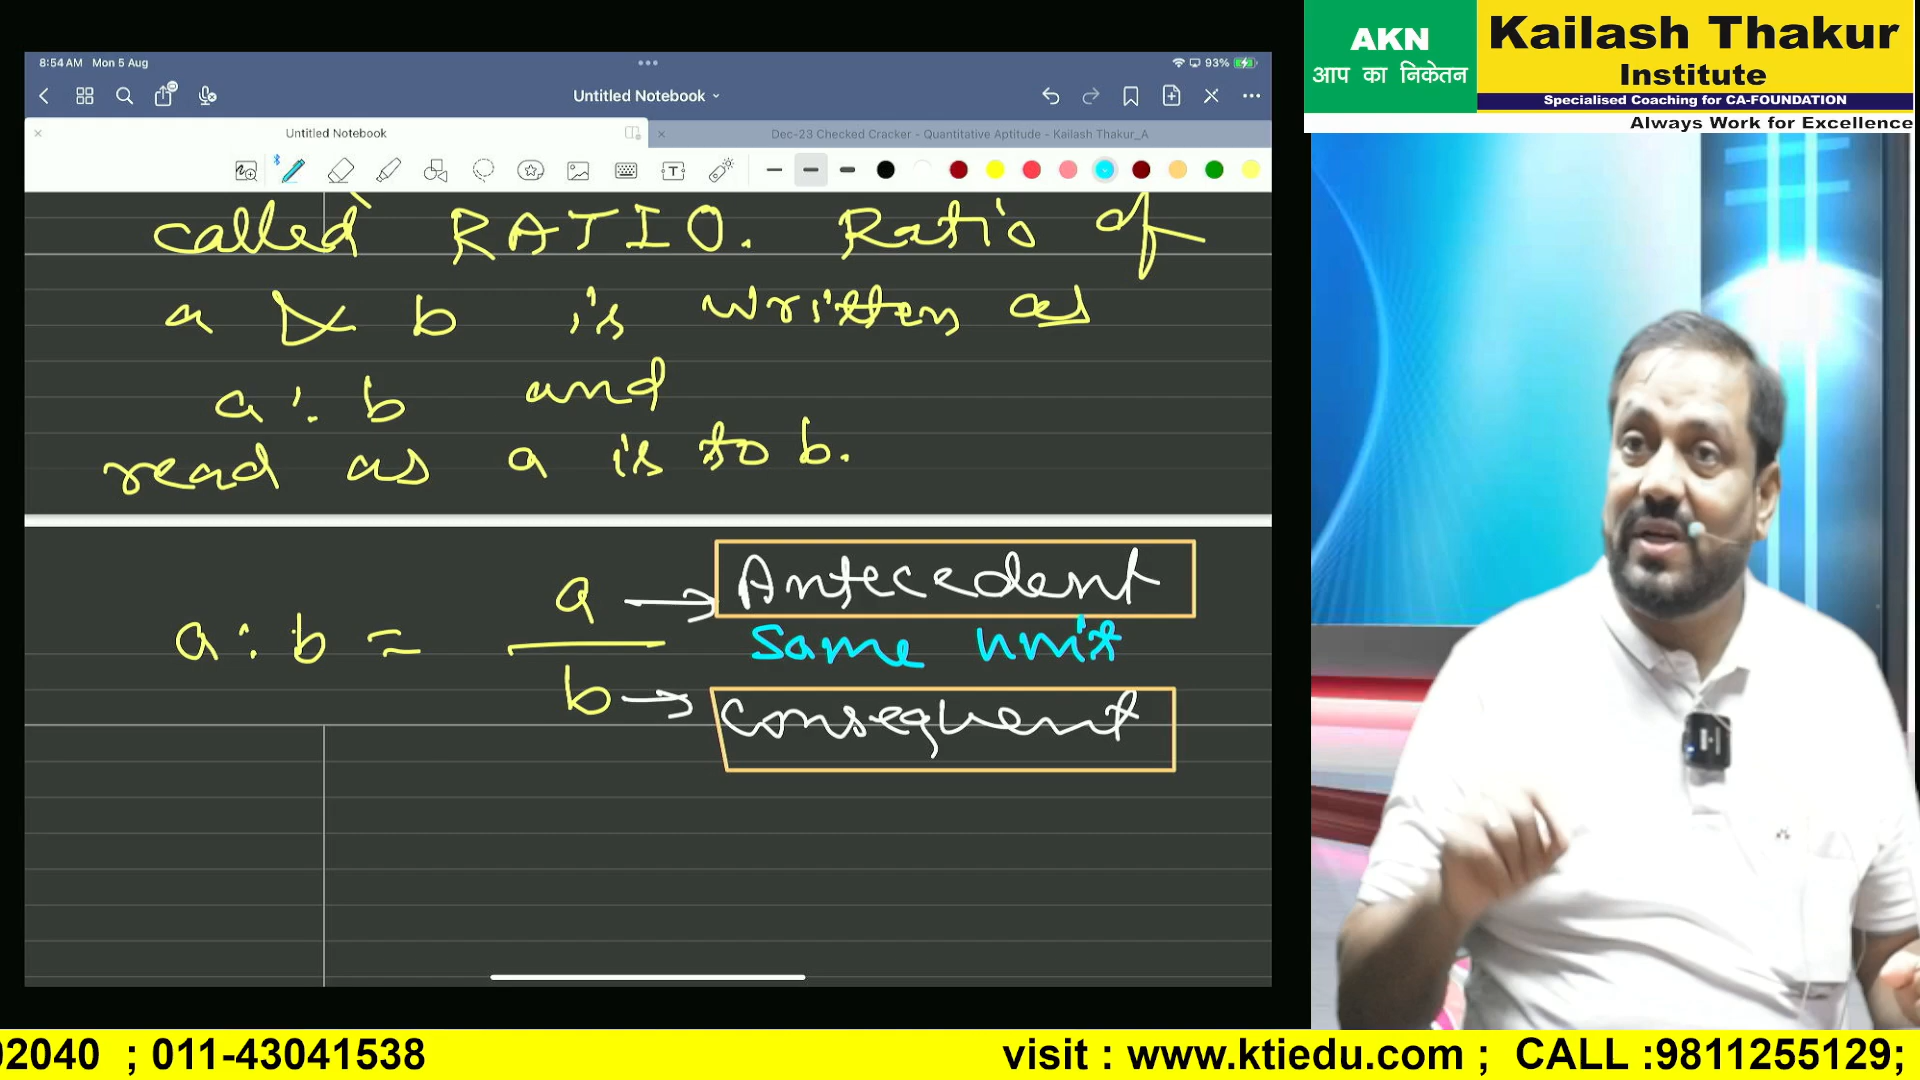 AKN
आप का निकेतन
Kailash Thakur
Institute
Specialised Coaching for CA-FOUNDATION
Always Work for Excellence
8:54 AM Mon 5 Aug
93%
Untitled Notebook
Untitled Notebook
Dec-23 Checked Cracker - Quantitative Aptitude - Kailash Thakur_A
called RATIO. Ratio of
a & b is written as
a : b and
read as a is to b.
a : b = a/b
a → Antecedent
same unit
b → Consequent
02040 ; 011-43041538
visit : www.ktiedu.com ; CALL :9811255129;